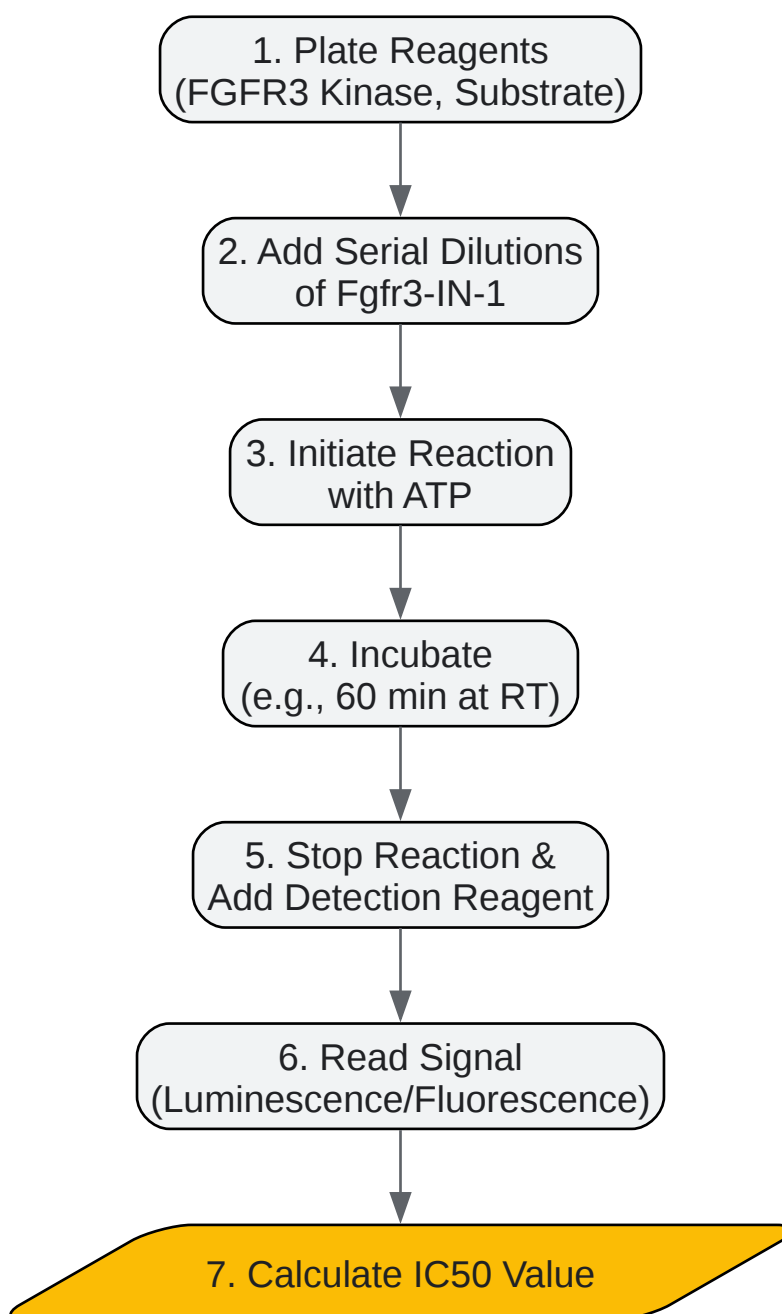 1. Plate Reagents
(FGFR3 Kinase, Substrate)
2. Add Serial Dilutions
of Fgfr3-IN-1
3. Initiate Reaction
with ATP
4. Incubate
(e.g., 60 min at RT)
5. Stop Reaction &
Add Detection Reagent
6. Read Signal
(Luminescence/Fluorescence)
7. Calculate IC50 Value